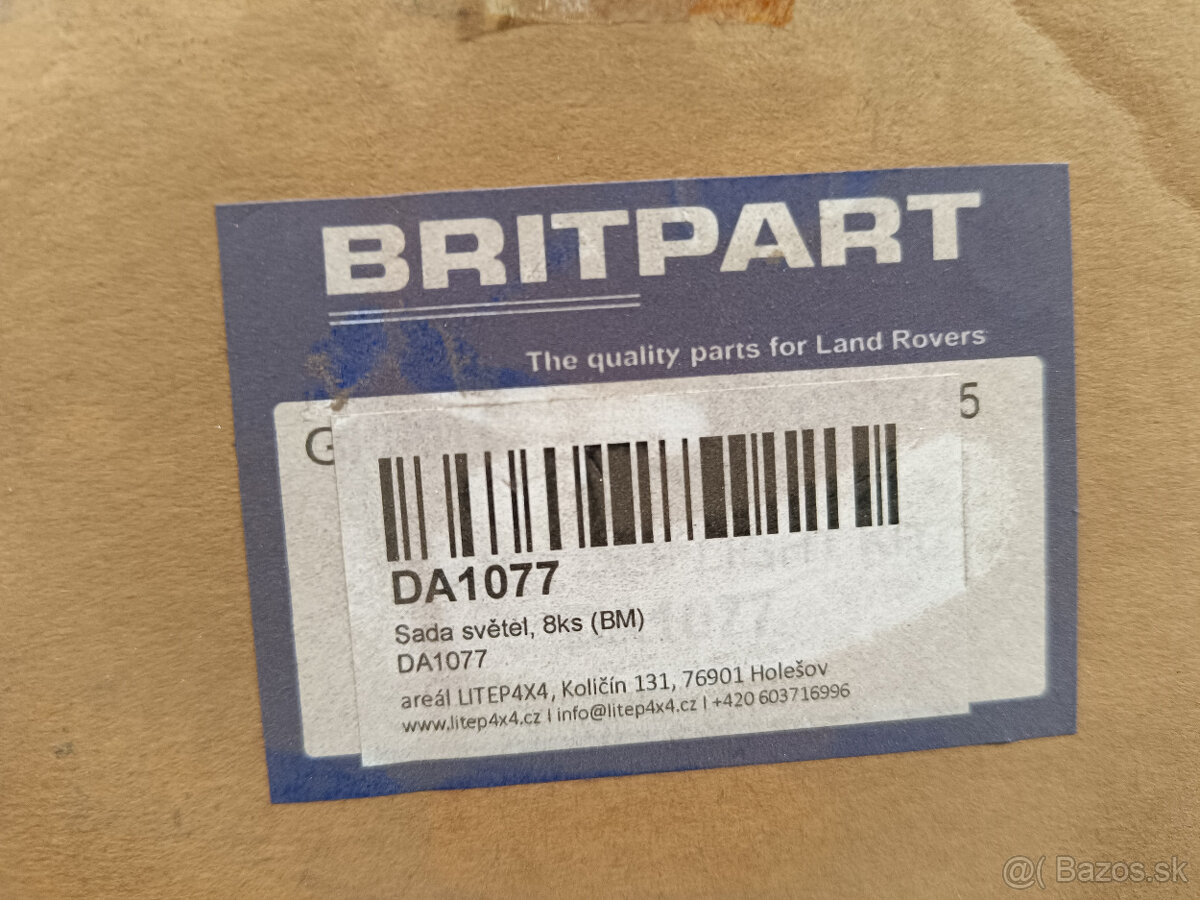 BRITPART
The quality parts for Land Rovers
G
5
DA1077
Sada světel, 8ks (BM)
DA1077
areál LITEP4X4, Količín 131, 76901 Holešov
www.litep4x4.cz I info@litep4x4.cz I +420 603716996
@( Bazos.sk